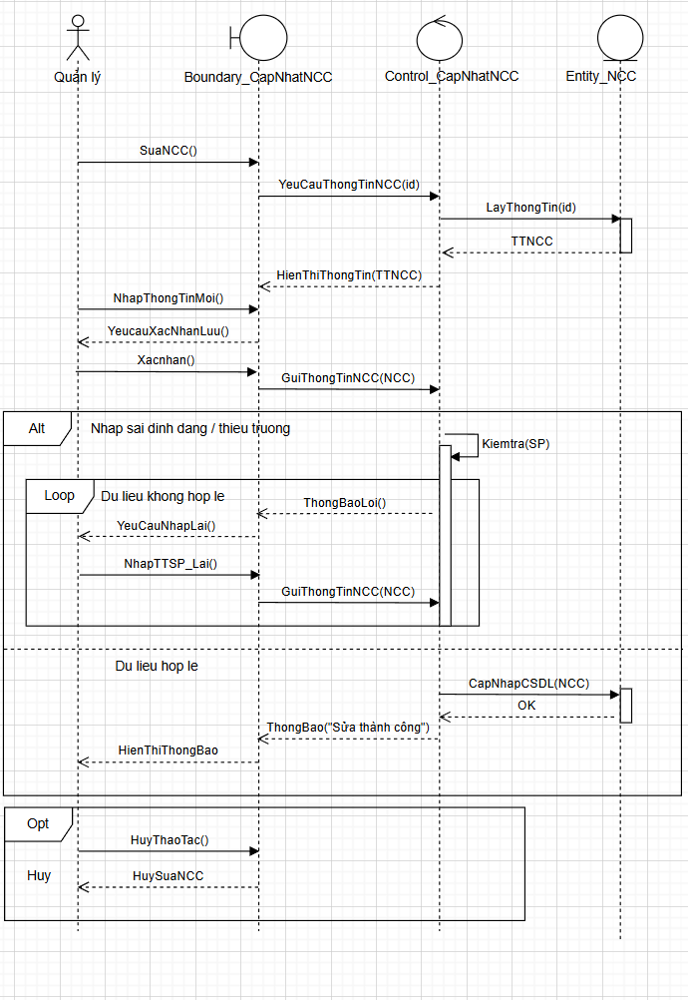 Quản lý
Boundary_CapNhatNCC
Control_CapNhatNCC
Entity_NCC
SuaNCC()
YeuCauThongTinNCC(id)
LayThongTin(id)
TTNCC
HienThiThongTin(TTNCC)
NhapThongTinMoi()
YeucauXacNhanLuu()
Xacnhan()
GuiThongTinNCC(NCC)
Alt
Nhap sai dinh dang / thieu truong
Kiemtra(SP)
Loop
Du lieu khong hop le
ThongBaoLoi()
YeuCauNhapLai()
NhapTTSP_Lai()
GuiThongTinNCC(NCC)
Du lieu hop le
CapNhapCSDL(NCC)
OK
ThongBao("Sửa thành công")
HienThiThongBao
Opt
HuyThaoTac()
Huy
HuySuaNCC